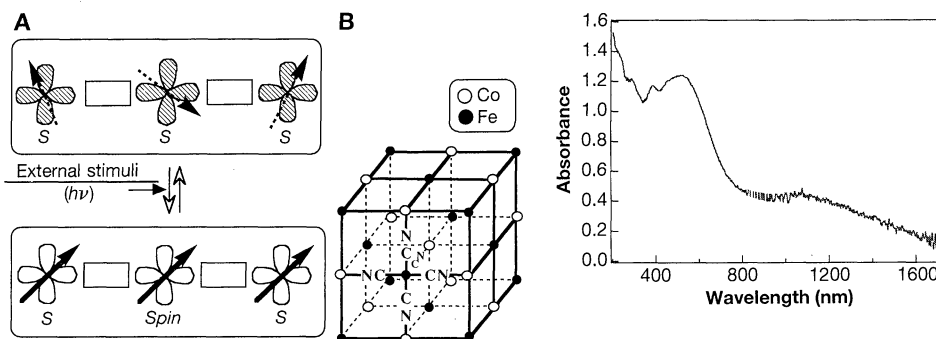 A
S
S
S
External stimuli
(hν)
S
Spin
S
B
Co
Fe
N
C
C N
NC CN
C
N
Absorbance
1.6
1.4
1.2
1.0
0.8
0.6
0.4
0.2
0.0
400 800 1200 1600
Wavelength (nm)